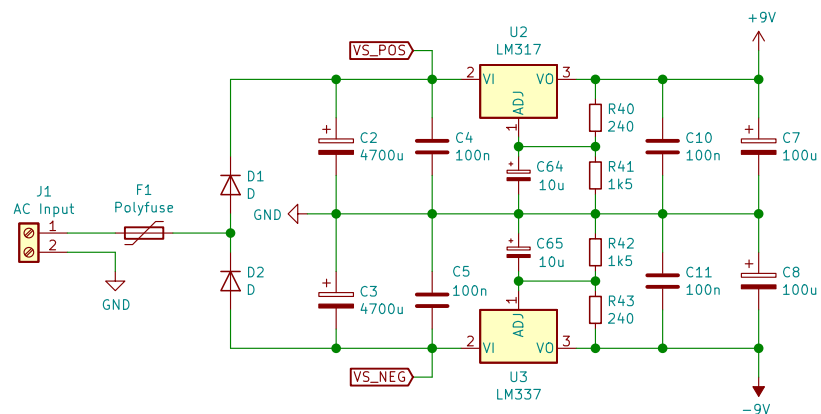 +9V
U2
LM317
VS_POS
2
VI
VO
3
ADJ
1
R40
240
+
C2
4700u
C4
100n
C10
100n
+
C7
100u
+
C64
10u
R41
1k5
D1
D
J1
AC Input
F1
Polyfuse
1
2
GND
GND
+
C65
10u
R42
1k5
D2
D
+
C3
4700u
C5
100n
C11
100n
+
C8
100u
1
ADJ
R43
240
2
VI
VO
3
VS_NEG
U3
LM337
-9V